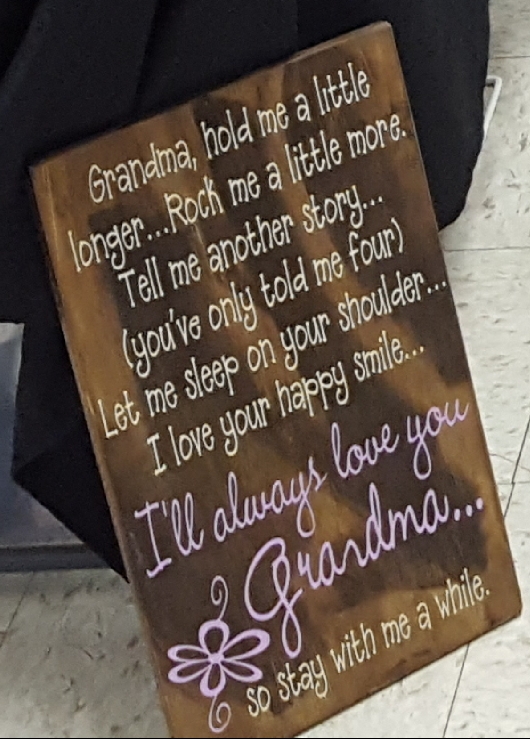 Grandma, hold me a little
longer...Rock me a little more.
Tell me another story...
(you've only told me four)
Let me sleep on your shoulder...
I love your happy smile...
I'll always love you
Grandma...
so stay with me a while.